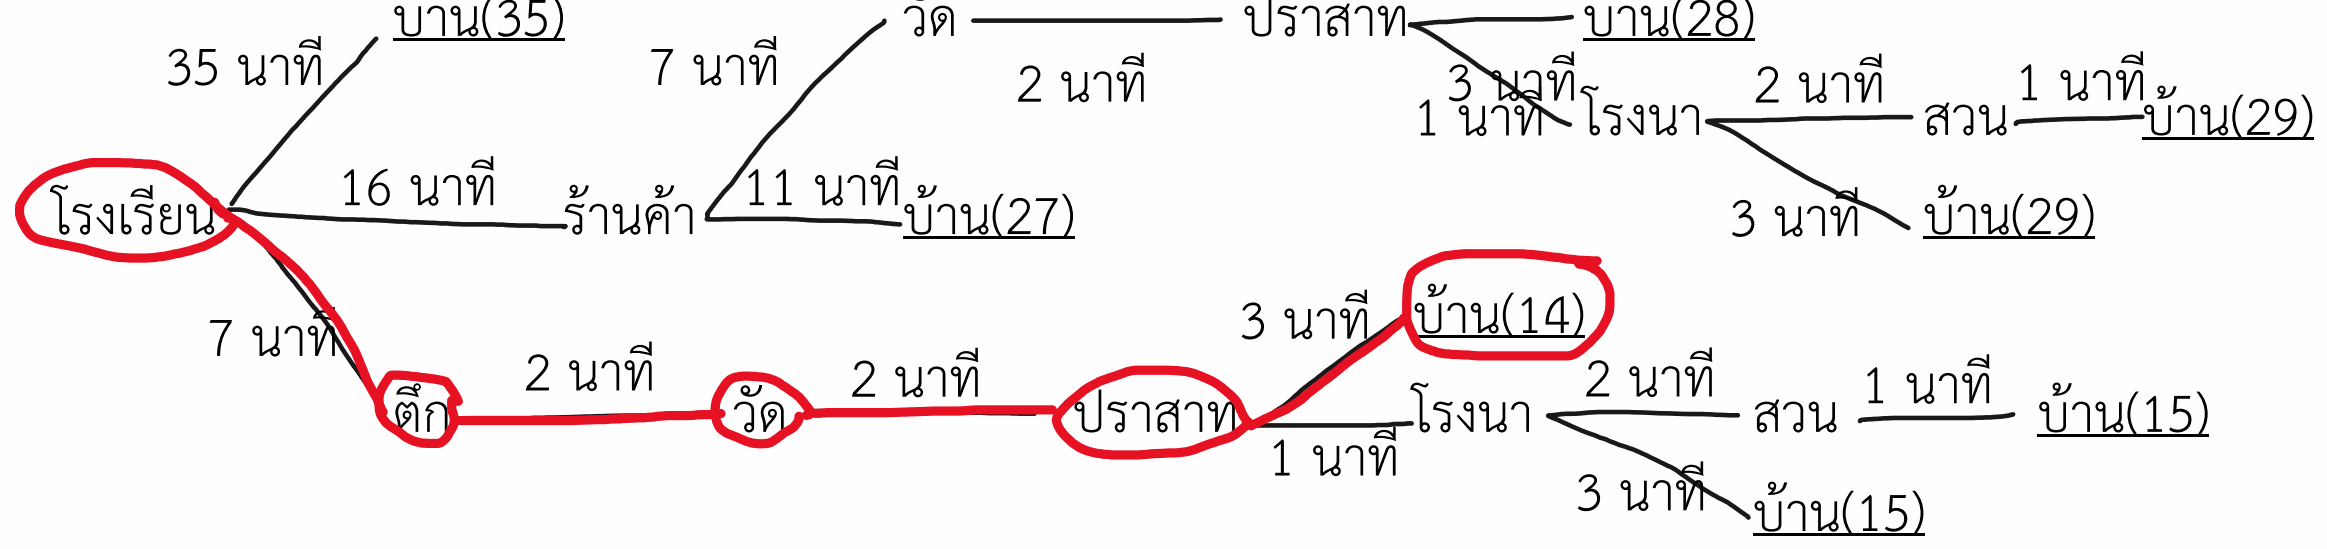 บ้าน(35)
วัด
ปราสาท
บ้าน(28)
35 นาที
7 นาที
2 นาที
3 นาที
1 นาที
โรงนา
2 นาที
สวน
1 นาที
บ้าน(29)
โรงเรียน
16 นาที
ร้านค้า
11 นาที
บ้าน(27)
3 นาที
บ้าน(29)
7 นาที
ตึก
2 นาที
วัด
2 นาที
ปราสาท
3 นาที
บ้าน(14)
1 นาที
โรงนา
2 นาที
สวน
1 นาที
บ้าน(15)
3 นาที
บ้าน(15)